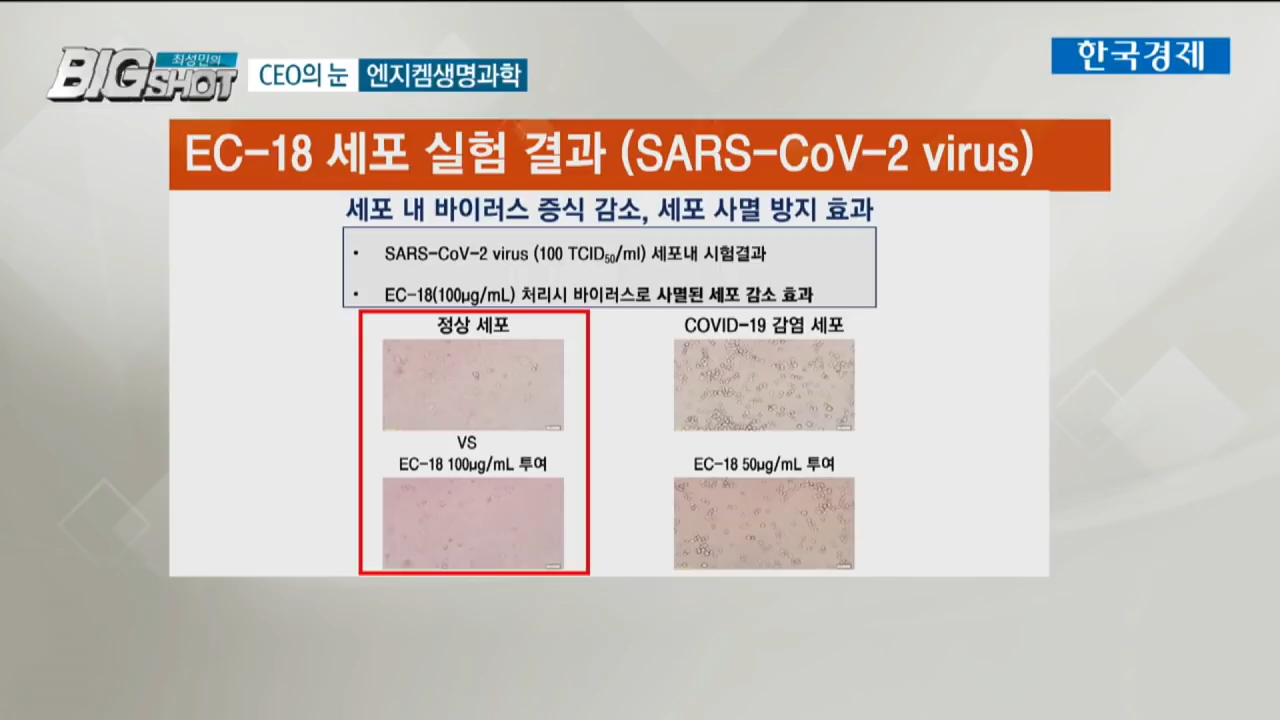 최성민의
BIGSHOT
CEO의 눈 엔지켐생명과학
한국경제
EC-18 세포 실험 결과 (SARS-CoV-2 virus)
세포 내 바이러스 증식 감소, 세포 사멸 방지 효과
• SARS-CoV-2 virus (100 TCID50/ml) 세포내 시험결과
• EC-18(100µg/mL) 처리시 바이러스로 사멸된 세포 감소 효과
정상 세포
COVID-19 감염 세포
VS
EC-18 100µg/mL 투여
EC-18 50µg/mL 투여